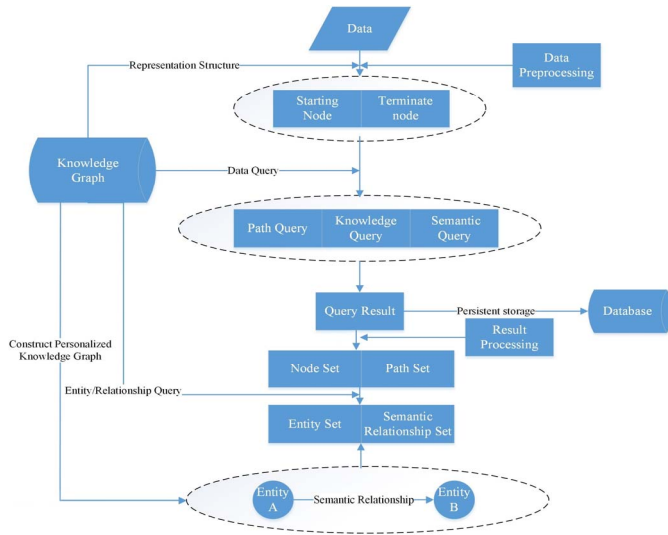 Data
Representation Structure
Data
Preprocessing
Starting
Node
Terminate
node
Knowledge
Graph
Data Query
Path Query
Knowledge
Query
Semantic
Query
Query Result
Persistent storage
Database
Result
Processing
Construct Personalized
Knowledge Graph
Node Set
Path Set
Entity/Relationship Query
Entity Set
Semantic
Relationship Set
Entity
A
Semantic Relationship
Entity
B